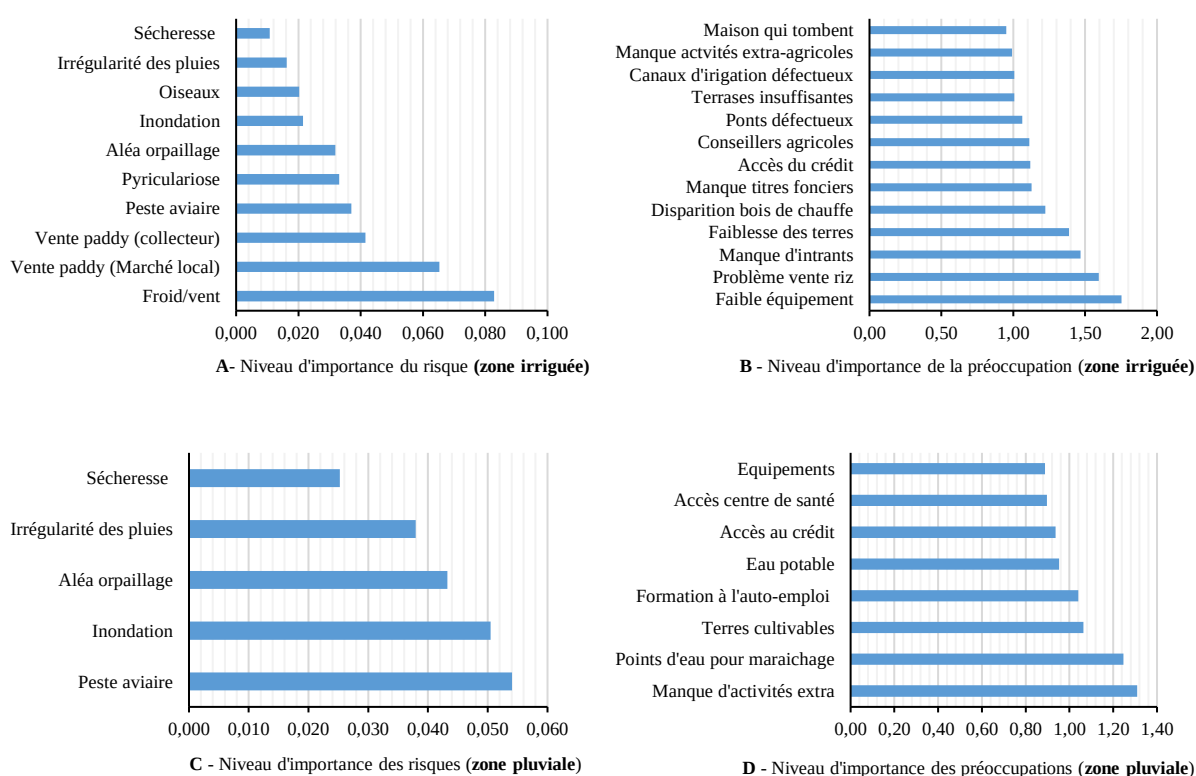 Sécheresse
Irrégularité des pluies
Oiseaux
Inondation
Aléa orpaillage
Pyriculariose
Peste aviaire
Vente paddy (collecteur)
Vente paddy (Marché local)
Froid/vent
0,000 0,020 0,040 0,060 0,080 0,100
A- Niveau d'importance du risque (zone irriguée)
Maison qui tombent
Manque actvités extra-agricoles
Canaux d'irigation défectueux
Terrases insuffisantes
Ponts défectueux
Conseillers agricoles
Accès du crédit
Manque titres fonciers
Disparition bois de chauffe
Faiblesse des terres
Manque d'intrants
Problème vente riz
Faible équipement
0,00 0,50 1,00 1,50 2,00
B - Niveau d'importance de la préoccupation (zone irriguée)
Sécheresse
Irrégularité des pluies
Aléa orpaillage
Inondation
Peste aviaire
0,000 0,010 0,020 0,030 0,040 0,050 0,060
C - Niveau d'importance des risques (zone pluviale)
Equipements
Accès centre de santé
Accès au crédit
Eau potable
Formation à l'auto-emploi
Terres cultivables
Points d'eau pour maraichage
Manque d'activités extra
0,00 0,20 0,40 0,60 0,80 1,00 1,20 1,40
D - Niveau d'importance des préoccupations (zone pluviale)